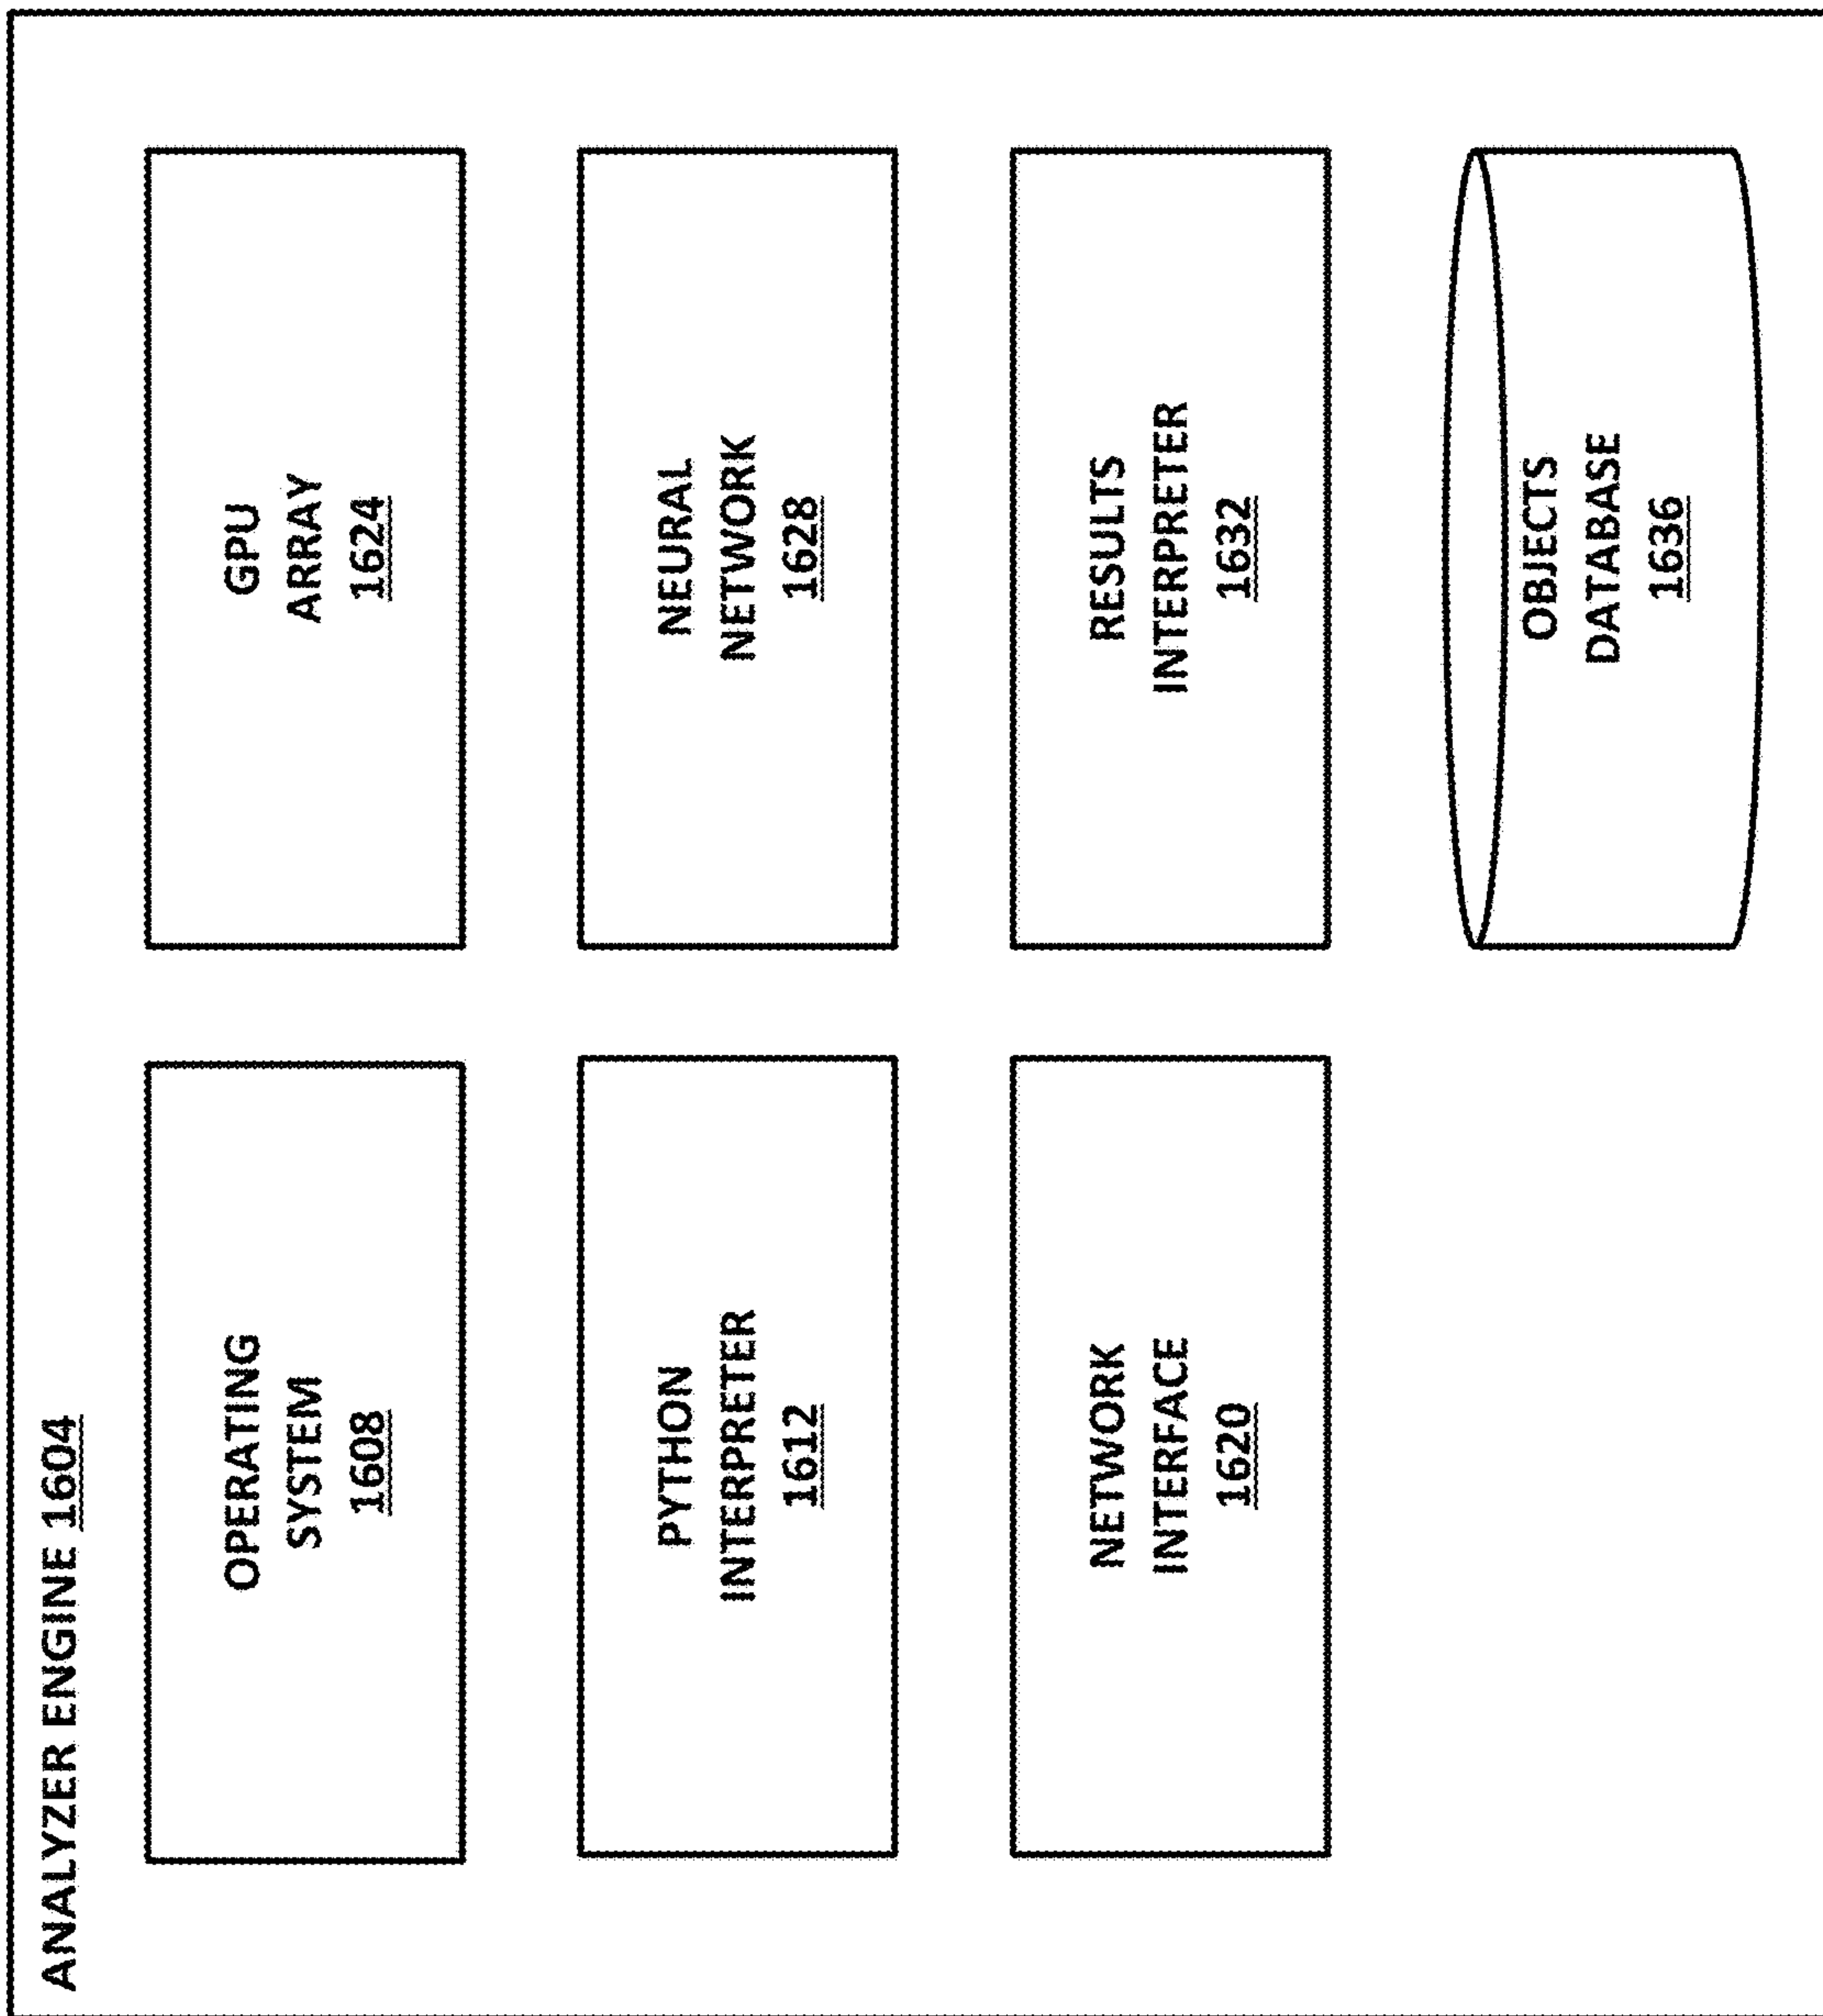 ANALYZER ENGINE 1604
OPERATING
SYSTEM
1608
GPU
ARRAY
1624
PYTHON
INTERPRETER
1612
NEURAL
NETWORK
1628
NETWORK
INTERFACE
1620
RESULTS
INTERPRETER
1632
OBJECTS
DATABASE
1636